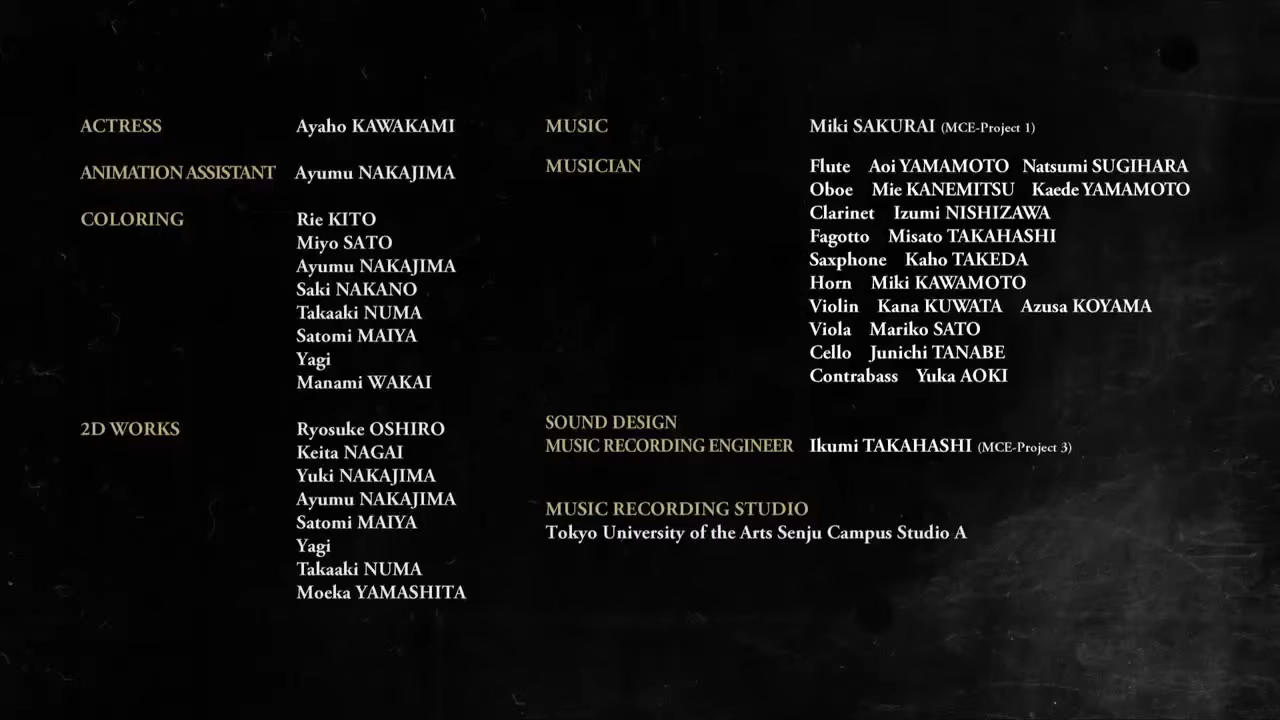 ACTRESS Ayaho KAWAKAMI
ANIMATION ASSISTANT Ayumu NAKAJIMA
COLORING Rie KITO
Miyo SATO
Ayumu NAKAJIMA
Saki NAKANO
Takaaki NUMA
Satomi MAIYA
Yagi
Manami WAKAI
2D WORKS Ryosuke OSHIRO
Keita NAGAI
Yuki NAKAJIMA
Ayumu NAKAJIMA
Satomi MAIYA
Yagi
Takaaki NUMA
Moeka YAMASHITA
MUSIC Miki SAKURAI (MCE-Project 1)
MUSICIAN Flute Aoi YAMAMOTO Natsumi SUGIHARA
Oboe Mie KANEMITSU Kaede YAMAMOTO
Clarinet Izumi NISHIZAWA
Fagotto Misato TAKAHASHI
Saxphone Kaho TAKEDA
Horn Miki KAWAMOTO
Violin Kana KUWATA Azusa KOYAMA
Viola Mariko SATO
Cello Junichi TANABE
Contrabass Yuka AOKI
SOUND DESIGN
MUSIC RECORDING ENGINEER Ikumi TAKAHASHI (MCE-Project 3)
MUSIC RECORDING STUDIO
Tokyo University of the Arts Senju Campus Studio A